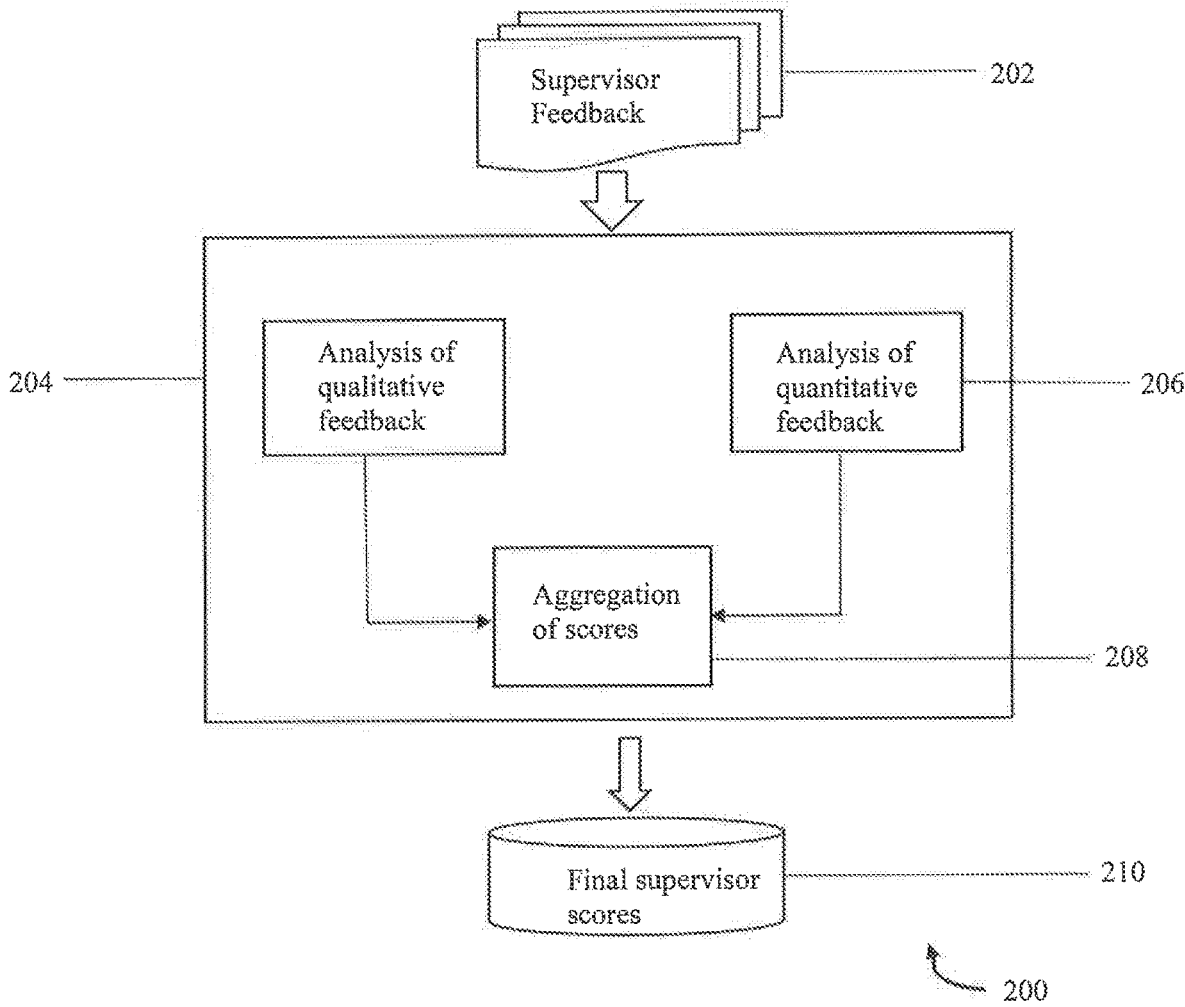 Supervisor
Feedback
202
204
Analysis of
qualitative
feedback
Analysis of
quantitative
feedback
206
Aggregation
of scores
208
Final supervisor
scores
210
200